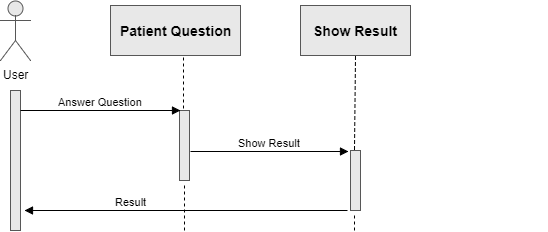 Patient Question
Show Result
User
Answer Question
Show Result
Result